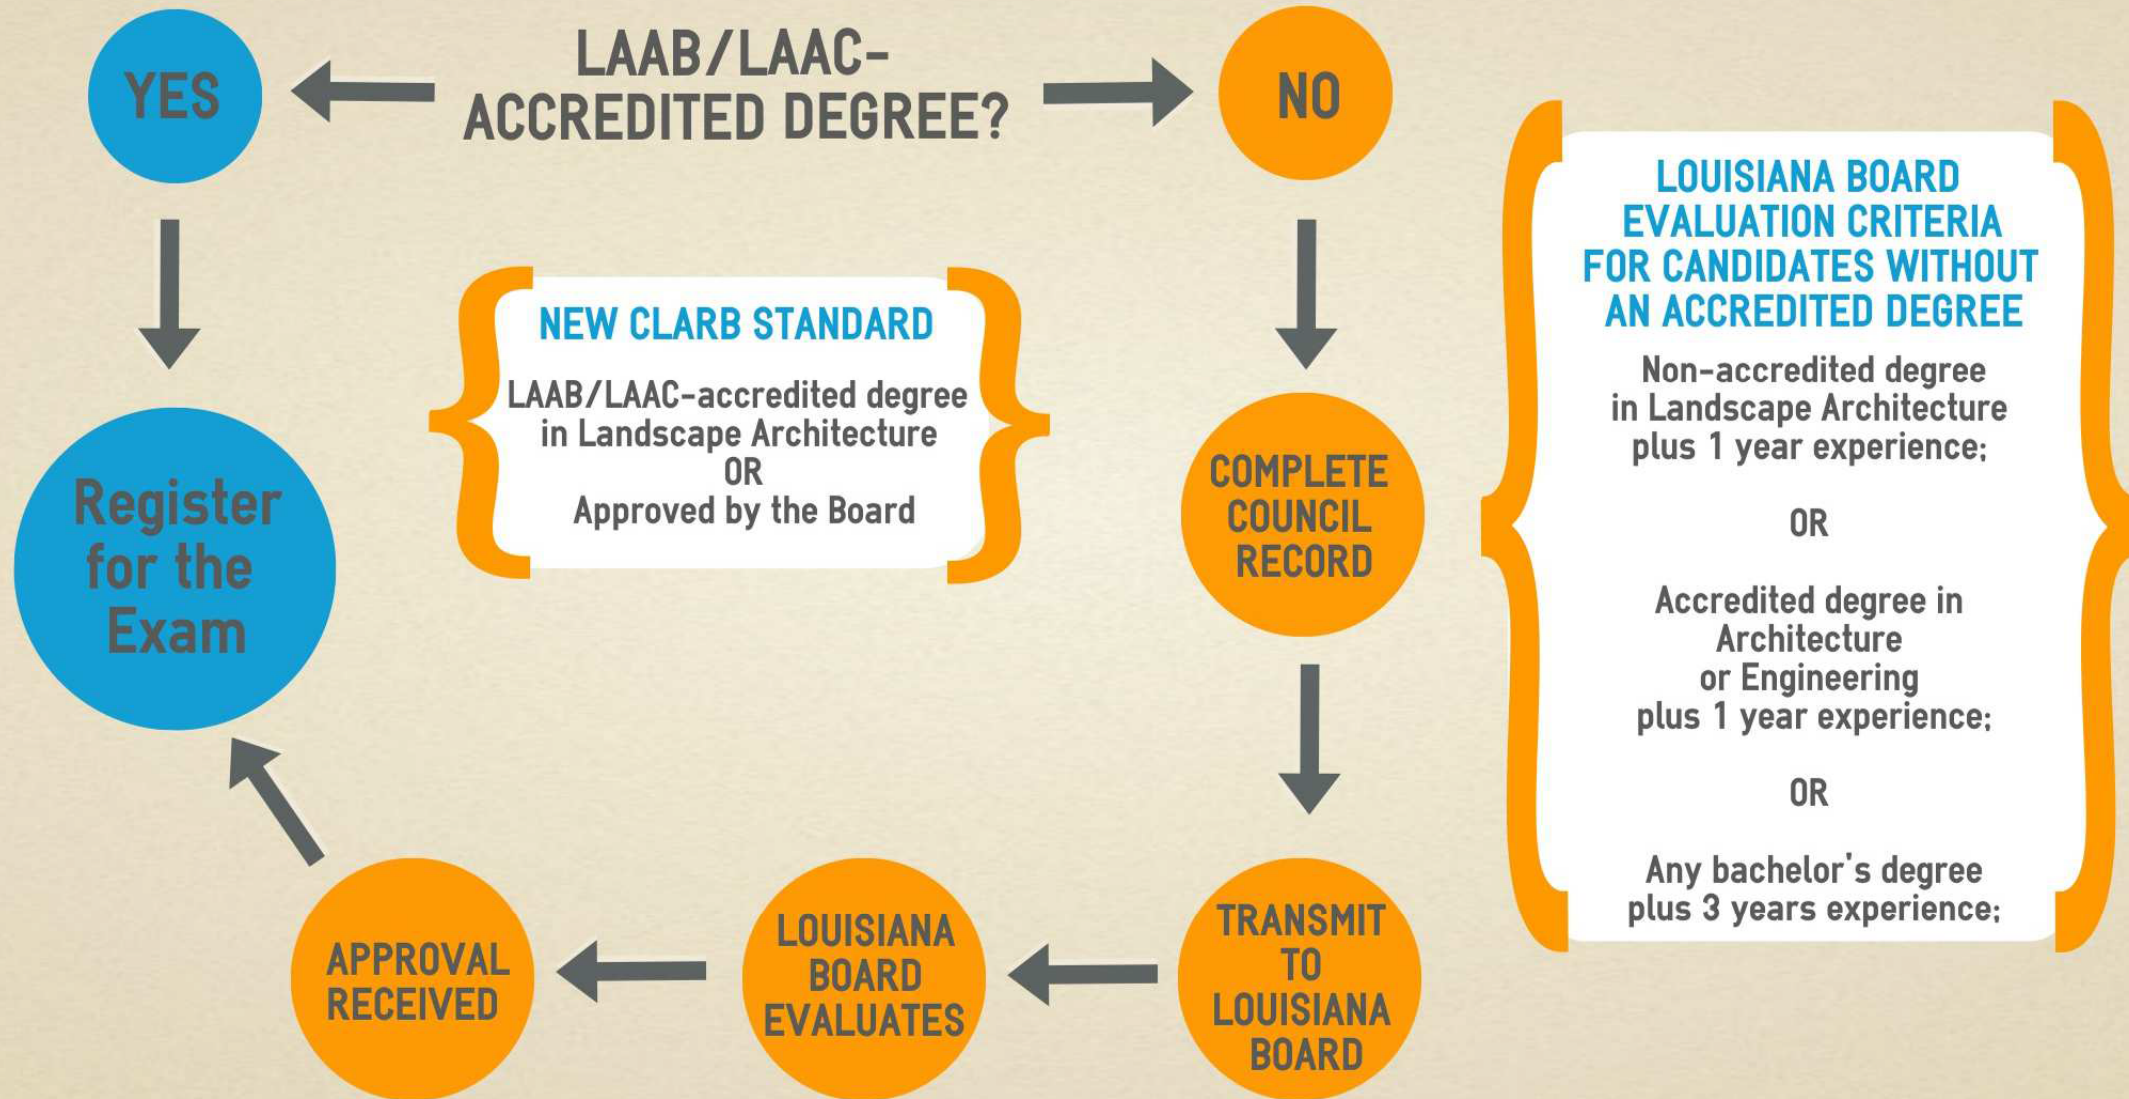 YES
LAAB/LAAC-
ACCREDITED DEGREE?
NO
NEW CLARB STANDARD
LAAB/LAAC-accredited degree
in Landscape Architecture
OR
Approved by the Board
LOUISIANA BOARD
EVALUATION CRITERIA
FOR CANDIDATES WITHOUT
AN ACCREDITED DEGREE
Non-accredited degree
in Landscape Architecture
plus 1 year experience;
OR
Accredited degree in
Architecture
or Engineering
plus 1 year experience;
OR
Any bachelor's degree
plus 3 years experience;
Register
for the
Exam
COMPLETE
COUNCIL
RECORD
TRANSMIT
TO
LOUISIANA
BOARD
LOUISIANA
BOARD
EVALUATES
APPROVAL
RECEIVED